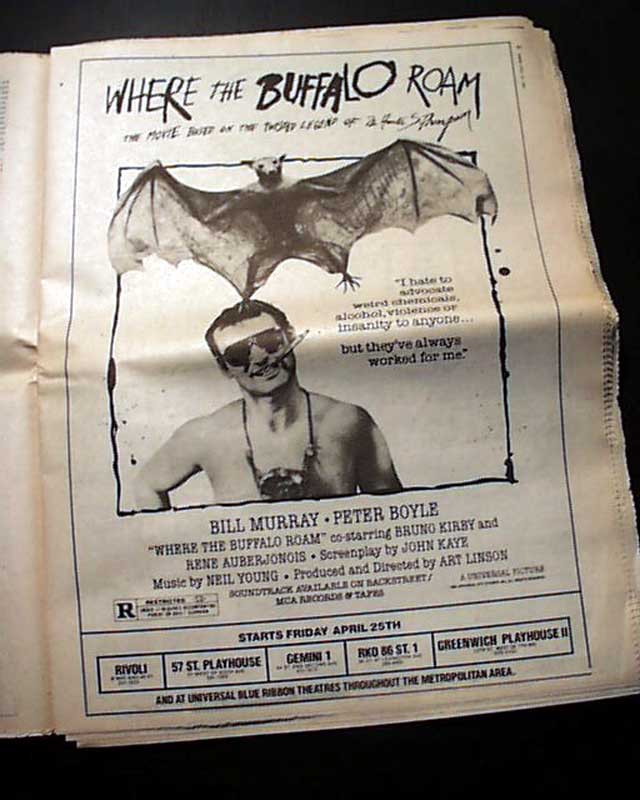 WHERE THE BUFFALO ROAM
THE MOVIE BASED ON THE TWISTED LEGEND OF Dr. Hunter S. Thompson
"I hate to
advocate
weird chemicals,
alcohol, violence or
insanity to anyone...
but they've always
worked for me."
BILL MURRAY • PETER BOYLE
"WHERE THE BUFFALO ROAM" co-starring BRUNO KIRBY and
RENE AUBERJONOIS • Screenplay by JOHN KAYE
Music by NEIL YOUNG • Produced and Directed by ART LINSON
SOUNDTRACK AVAILABLE ON BACKSTREET/
MCA RECORDS & TAPES
A UNIVERSAL PICTURE
R RESTRICTED
STARTS FRIDAY APRIL 25TH
RIVOLI
57 ST. PLAYHOUSE
GEMINI 1
RKO 86 ST. 1
GREENWICH PLAYHOUSE II
AND AT UNIVERSAL BLUE RIBBON THEATRES THROUGHOUT THE METROPOLITAN AREA.